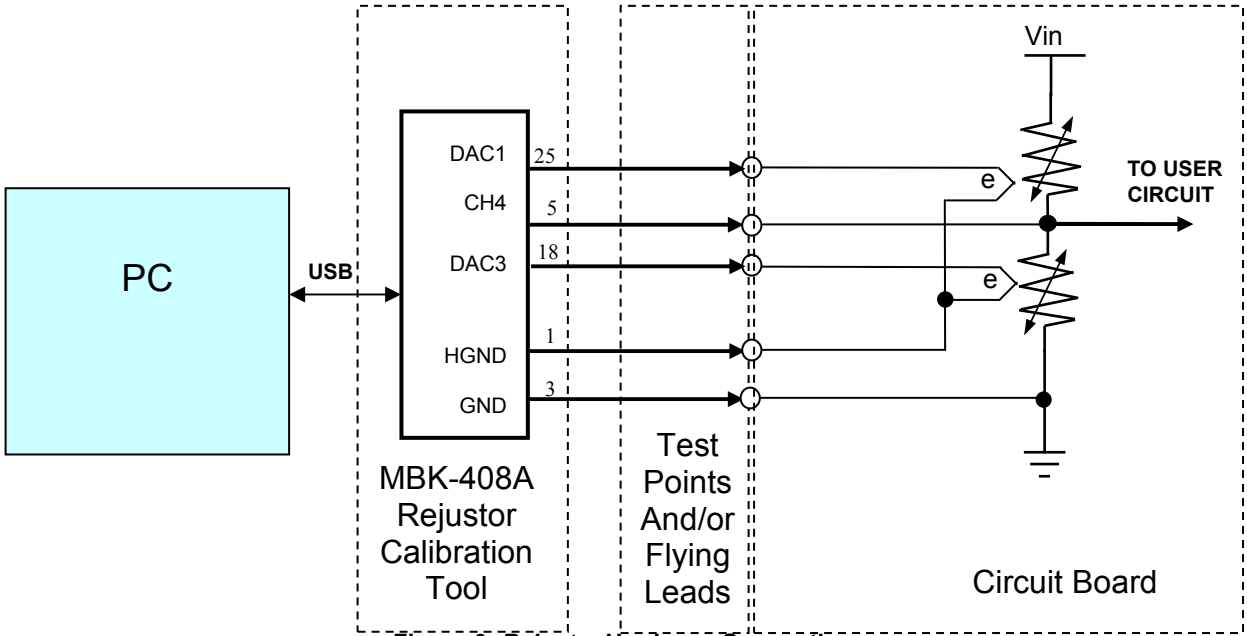 Vin
DAC1
25
e
TO USER
CIRCUIT
CH4
5
DAC3
18
e
PC
USB
HGND
1
GND
3
MBK-408A
Rejustor
Calibration
Tool
Test
Points
And/or
Flying
Leads
Circuit Board